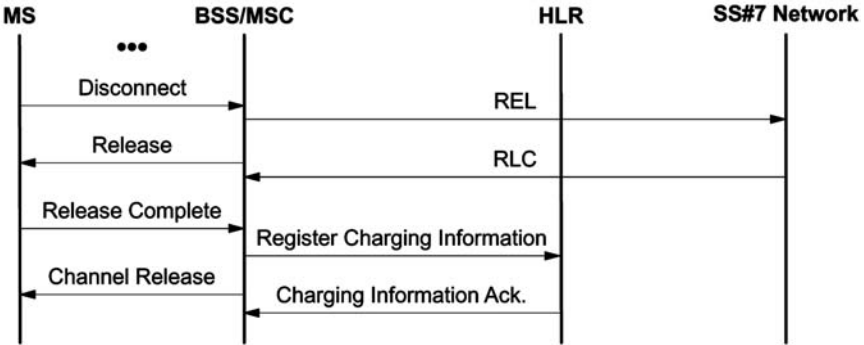 MS BSS/MSC HLR SS#7 Network
•••
Disconnect
REL
Release
RLC
Release Complete
Register Charging Information
Channel Release
Charging Information Ack.